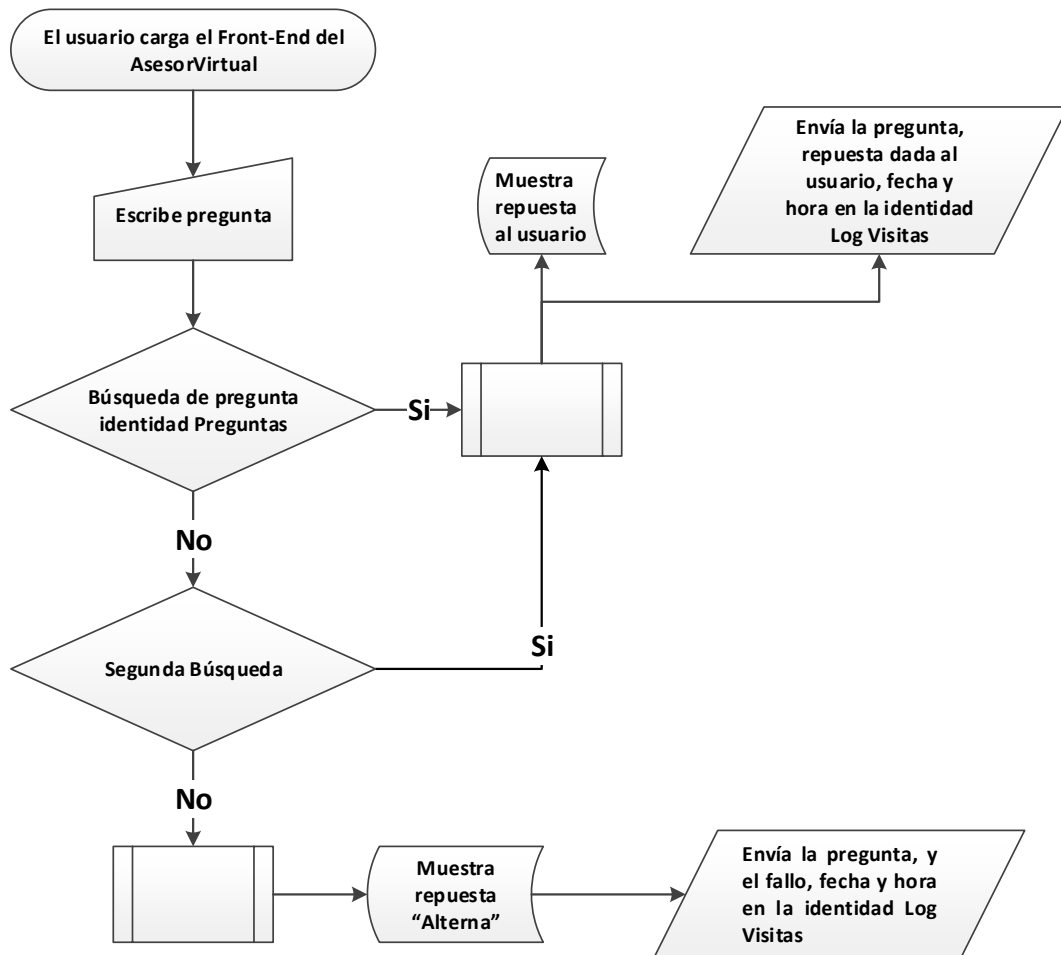 El usuario carga el Front-End del
AsesorVirtual
Escribe pregunta
Muestra
repuesta
al usuario
Envía la pregunta,
repuesta dada al
usuario, fecha y
hora en la identidad
Log Visitas
Búsqueda de pregunta
identidad Preguntas
Si
No
Segunda Búsqueda
Si
No
Muestra
repuesta
“Alterna”
Envía la pregunta, y
el fallo, fecha y hora
en la identidad Log
Visitas